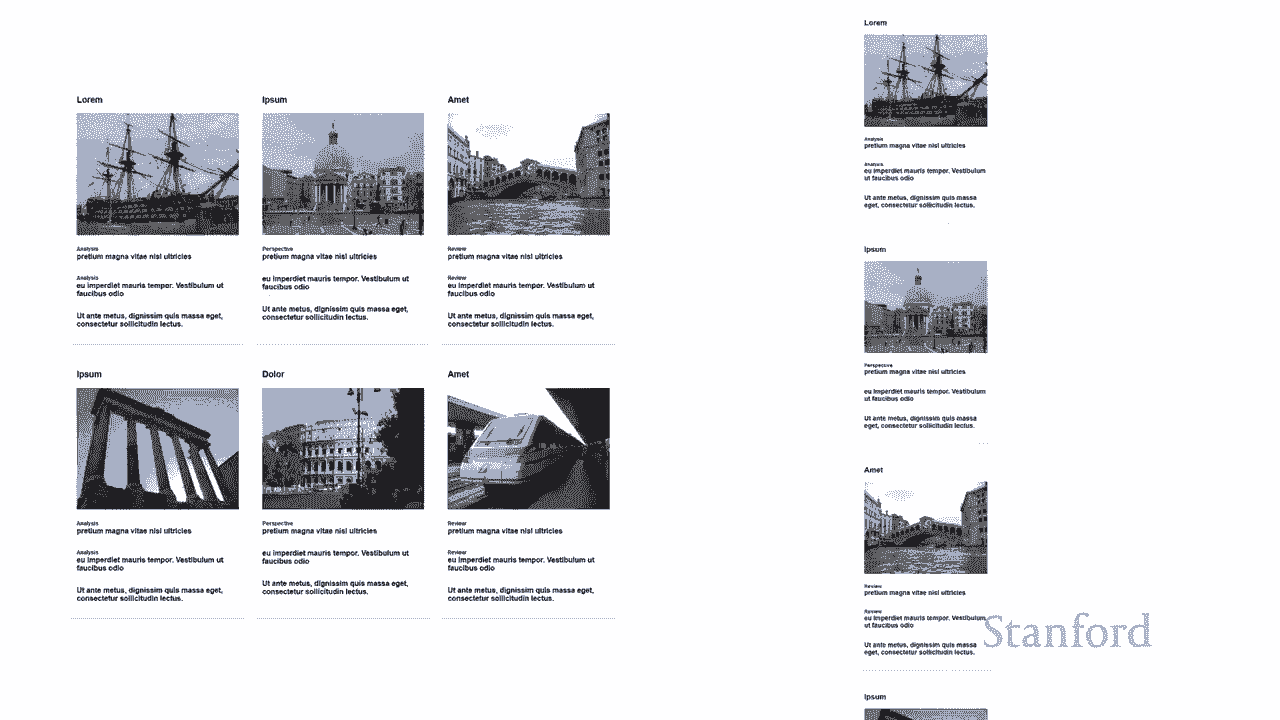 Lorem
Analysis
pretium magna vitae nisl ultricies
Analysis
eu imperdiet mauris tempor. Vestibulum ut
faucibus odio
Ut ante metus, dignissim quis massa eget,
consectetur sollicitudin lectus.
Ipsum
Perspective
pretium magna vitae nisl ultricies
eu imperdiet mauris tempor. Vestibulum ut
faucibus odio
Ut ante metus, dignissim quis massa eget,
consectetur sollicitudin lectus.
Amet
Review
pretium magna vitae nisl ultricies
Review
eu imperdiet mauris tempor. Vestibulum ut
faucibus odio
Ut ante metus, dignissim quis massa eget,
consectetur sollicitudin lectus.
Ipsum
Analysis
pretium magna vitae nisl ultricies
Analysis
eu imperdiet mauris tempor. Vestibulum ut
faucibus odio
Ut ante metus, dignissim quis massa eget,
consectetur sollicitudin lectus.
Dolor
Perspective
pretium magna vitae nisl ultricies
eu imperdiet mauris tempor. Vestibulum ut
faucibus odio
Ut ante metus, dignissim quis massa eget,
consectetur sollicitudin lectus.
Amet
Review
pretium magna vitae nisl ultricies
Review
eu imperdiet mauris tempor. Vestibulum ut
faucibus odio
Ut ante metus, dignissim quis massa eget,
consectetur sollicitudin lectus.
Lorem
Analysis
pretium magna vitae nisl ultricies
Analysis
eu imperdiet mauris tempor. Vestibulum
ut faucibus odio
Ut ante metus, dignissim quis massa
eget, consectetur sollicitudin lectus.
Ipsum
Perspective
pretium magna vitae nisl ultricies
eu imperdiet mauris tempor. Vestibulum
ut faucibus odio
Ut ante metus, dignissim quis massa
eget, consectetur sollicitudin lectus.
Amet
Review
pretium magna vitae nisl ultricies
Review
eu imperdiet mauris tempor. Vestibulum
ut faucibus odio
Ut ante metus, dignissim quis massa
eget, consectetur sollicitudin lectus.
Ipsum
Stanford